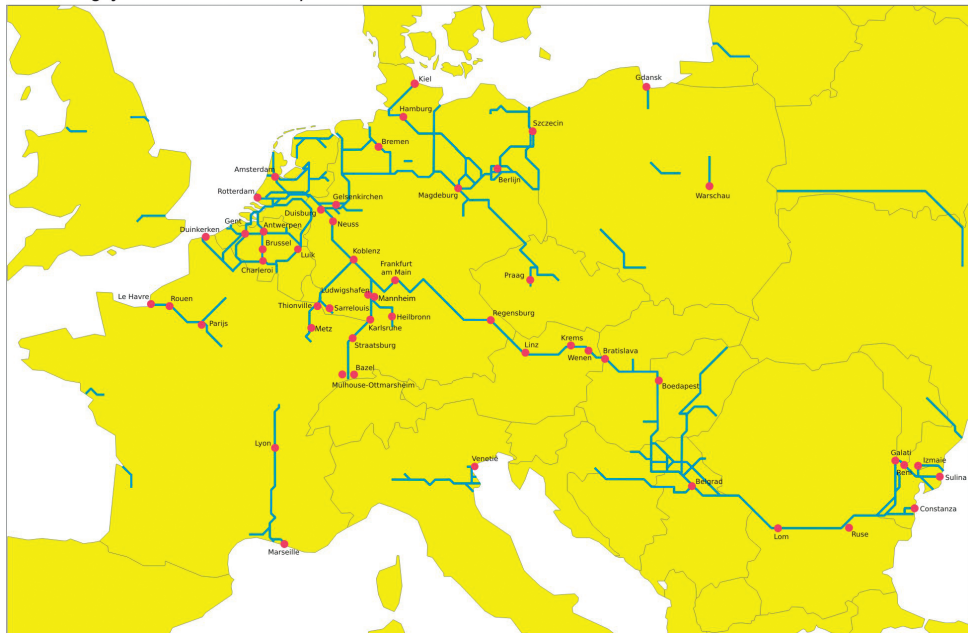 Kiel
Gdansk
Hamburg
Szczecin
Bremen
Amsterdam
Berlijn
Rotterdam
Magdeburg
Warschau
Gelsenkirchen
Duisburg
Gent
Neuss
Duinkerken
Antwerpen
Brussel
Luik
Koblenz
Charleroi
Frankfurt
am Main
Praag
Le Havre
Rouen
Ludwigshafen
Mannheim
Thionville
Sarrelouis
Heilbronn
Parijs
Metz
Karlsruhe
Regensburg
Straatsburg
Linz
Krems
Wenen
Bratislava
Bazel
Mulhouse-Ottmarsheim
Boedapest
Lyon
Venetië
Galati
Izmaie
Reni
Sulina
Belgrad
Constanza
Lom
Ruse
Marseille